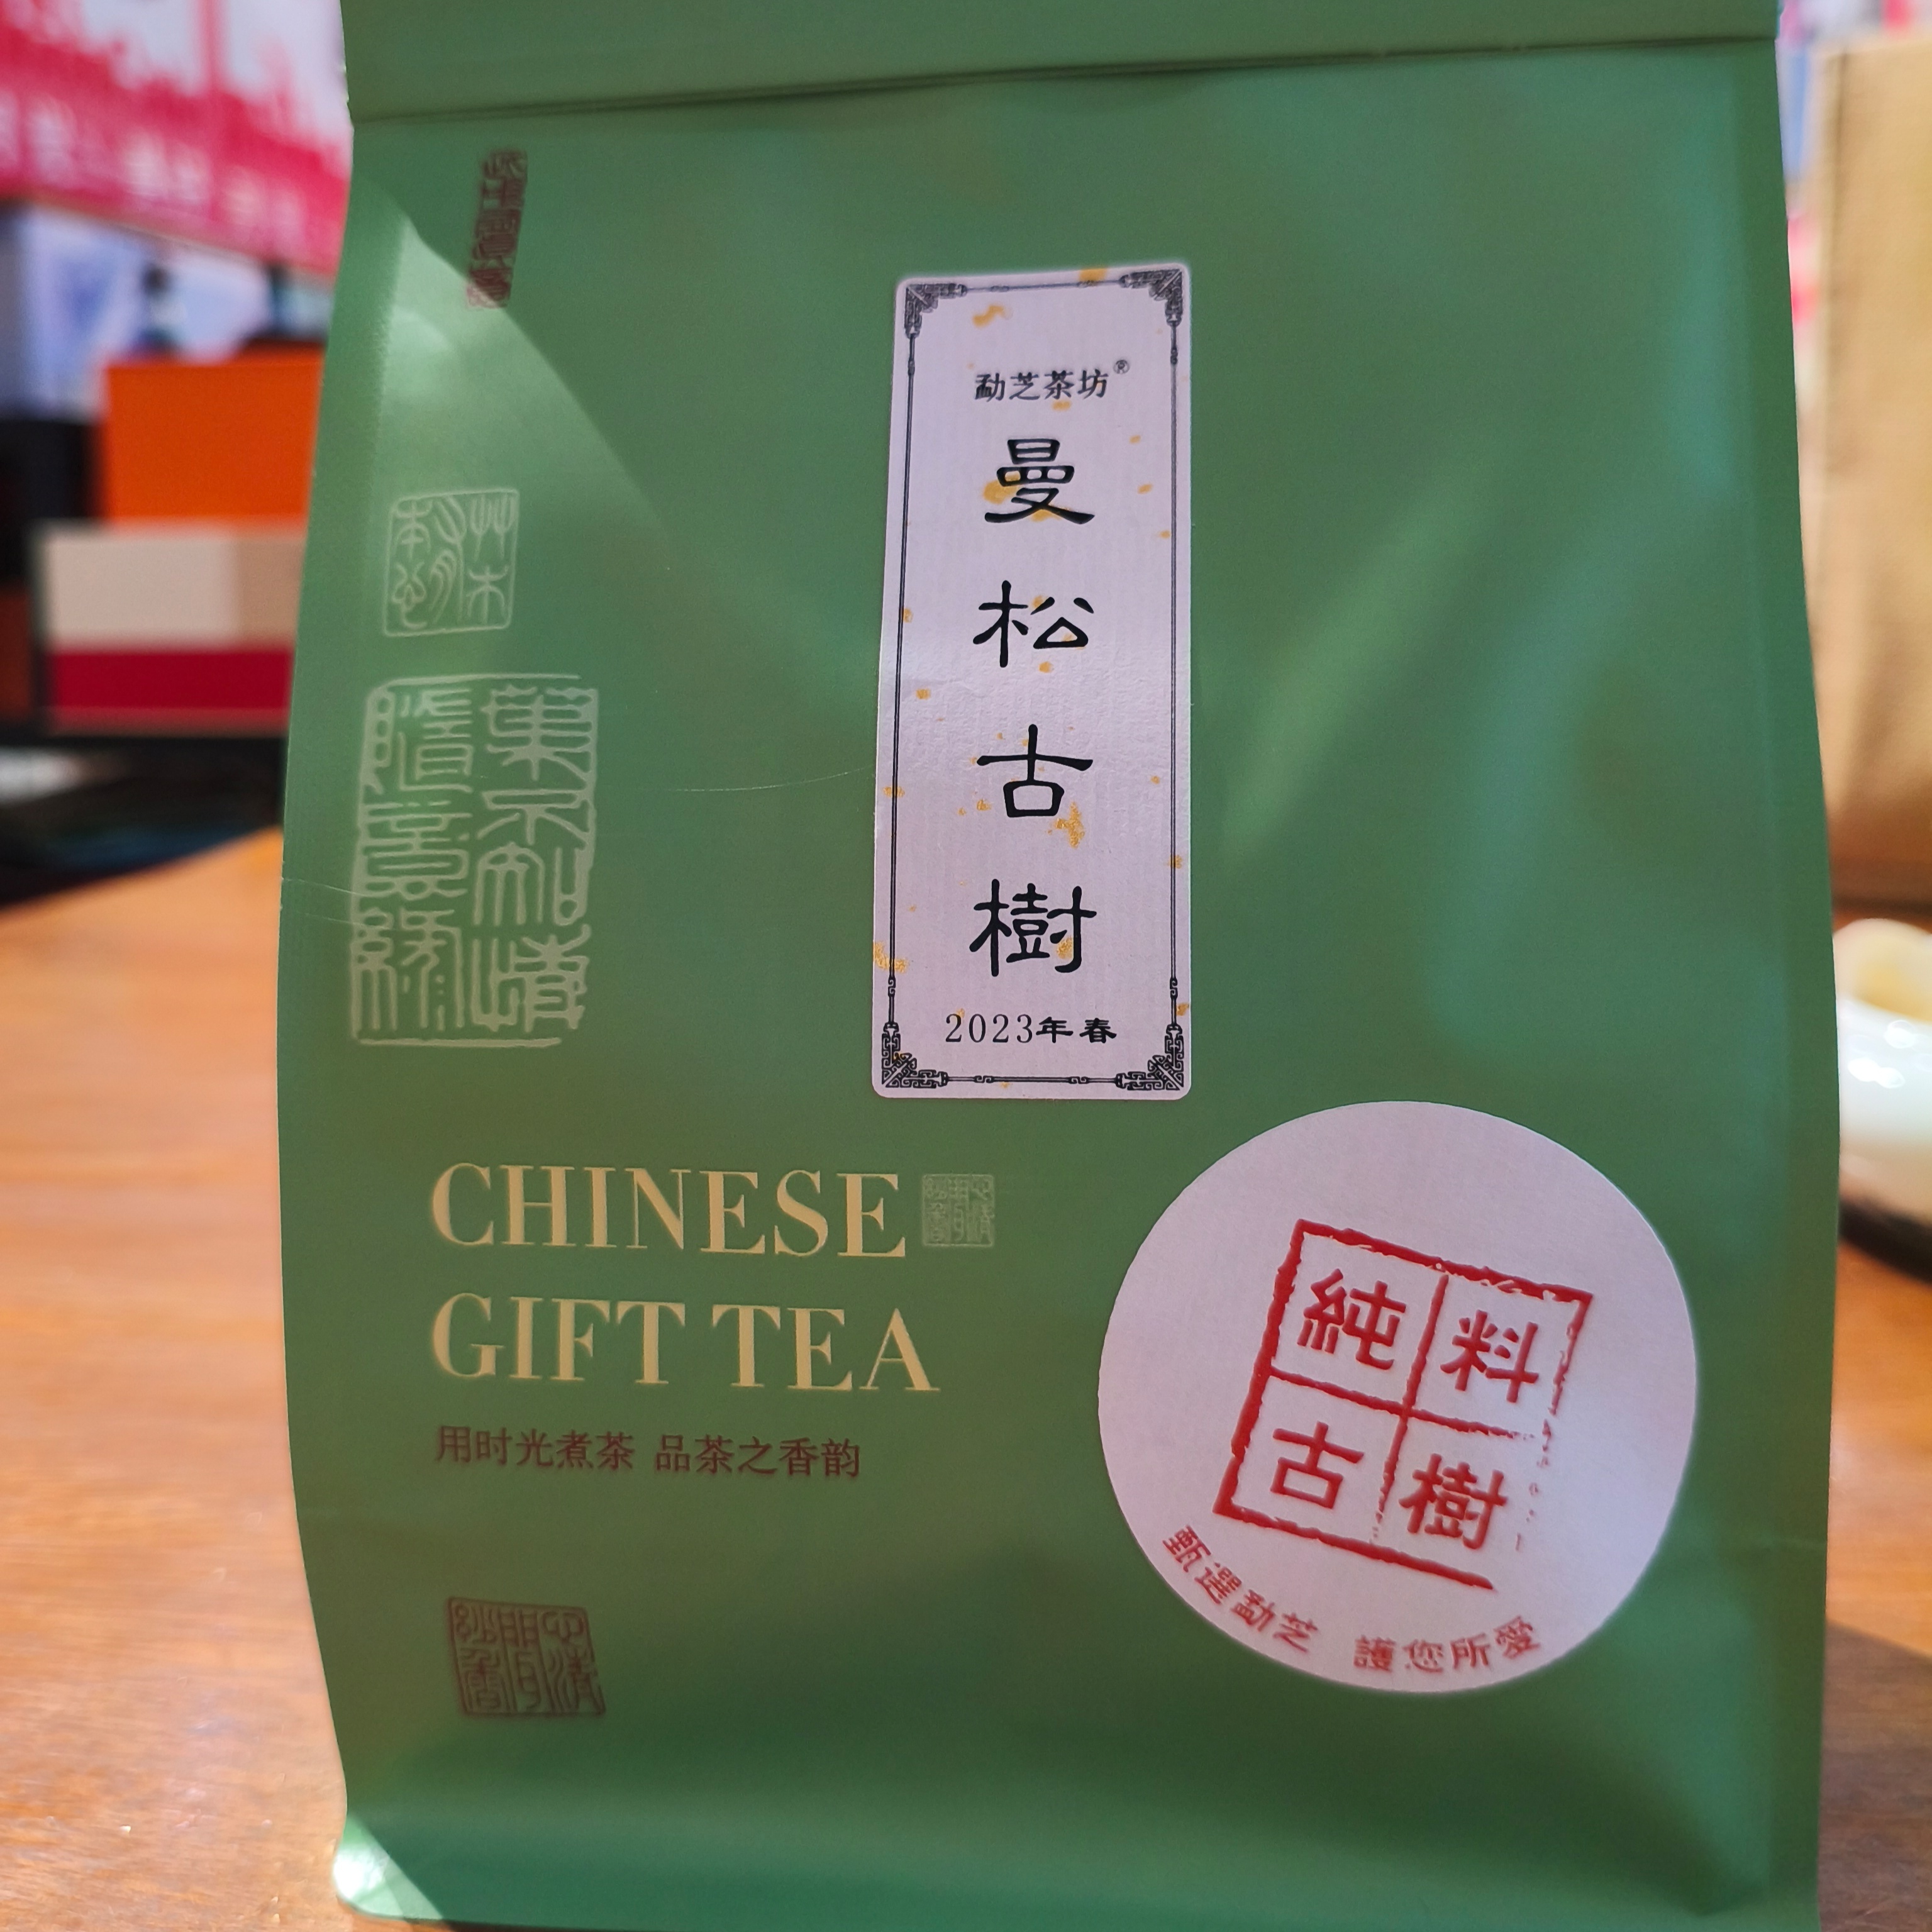 勐芝茶坊®
曼松古樹
2023年春
CHINESE
GIFT TEA
用时光煮茶 品茶之香韵
純料
古樹
甄選勐芝 護您所愛